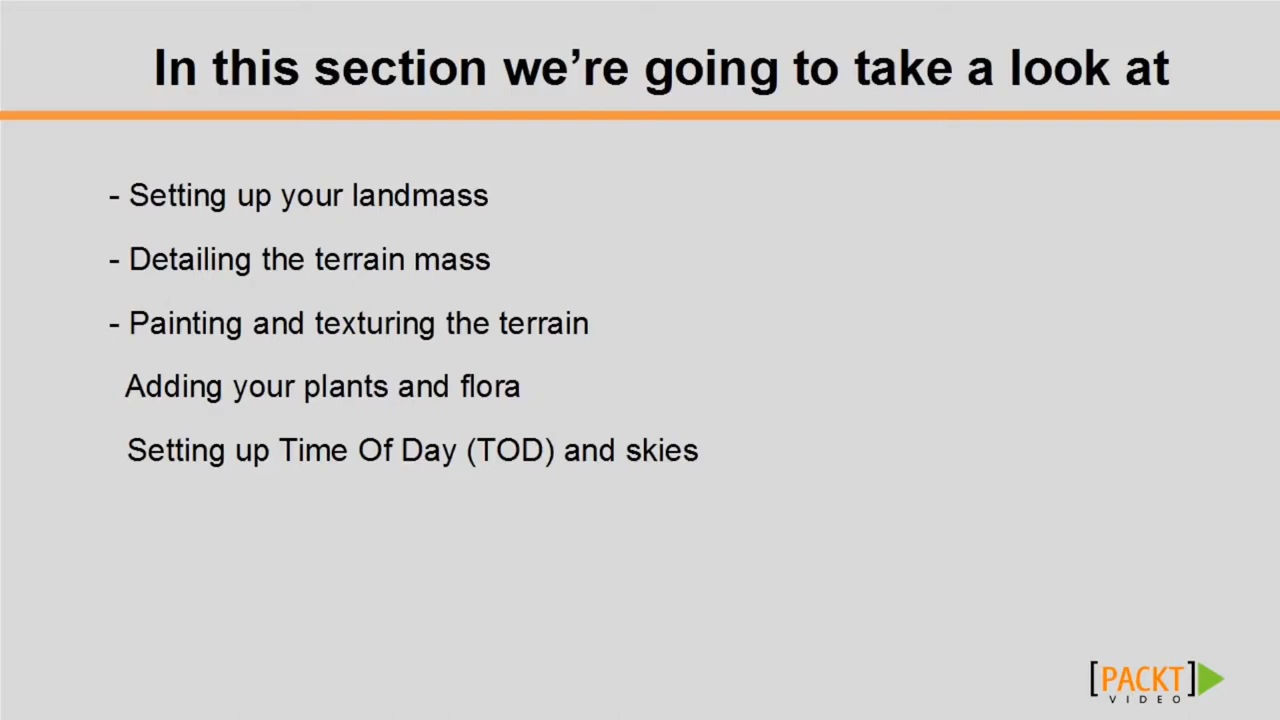 In this section we're going to take a look at
- Setting up your landmass
- Detailing the terrain mass
- Painting and texturing the terrain
Adding your plants and flora
Setting up Time Of Day (TOD) and skies
[PACKT]
VIDEO